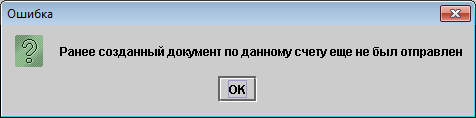 Ошибка
Ранее созданный документ по данному счету еще не был отправлен
OK